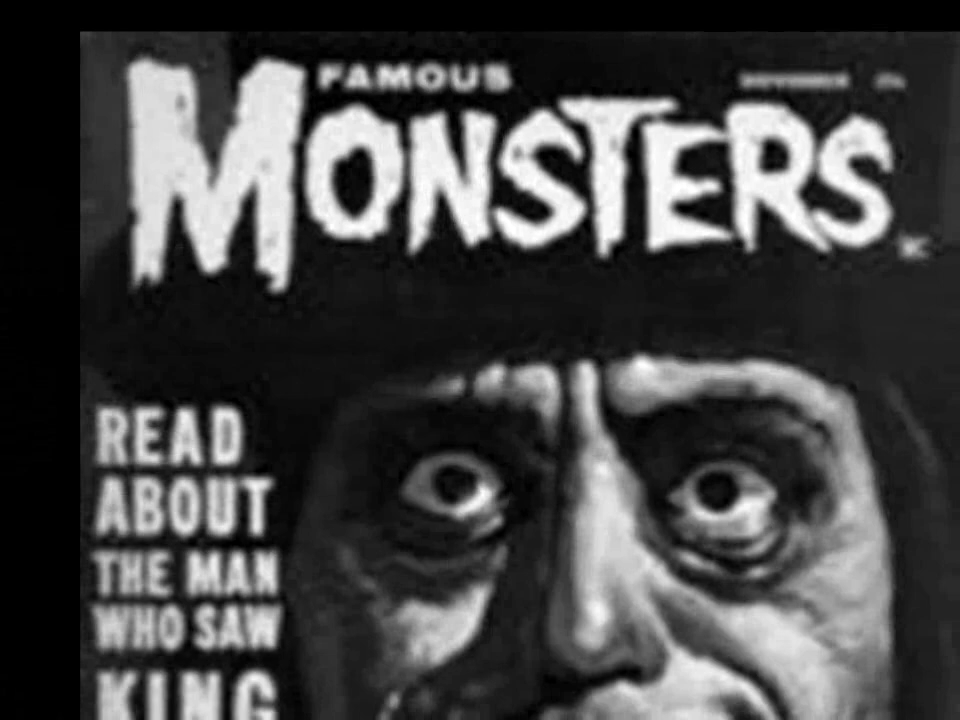 FAMOUS
MONSTERS
READ
ABOUT
THE MAN
WHO SAW
KING